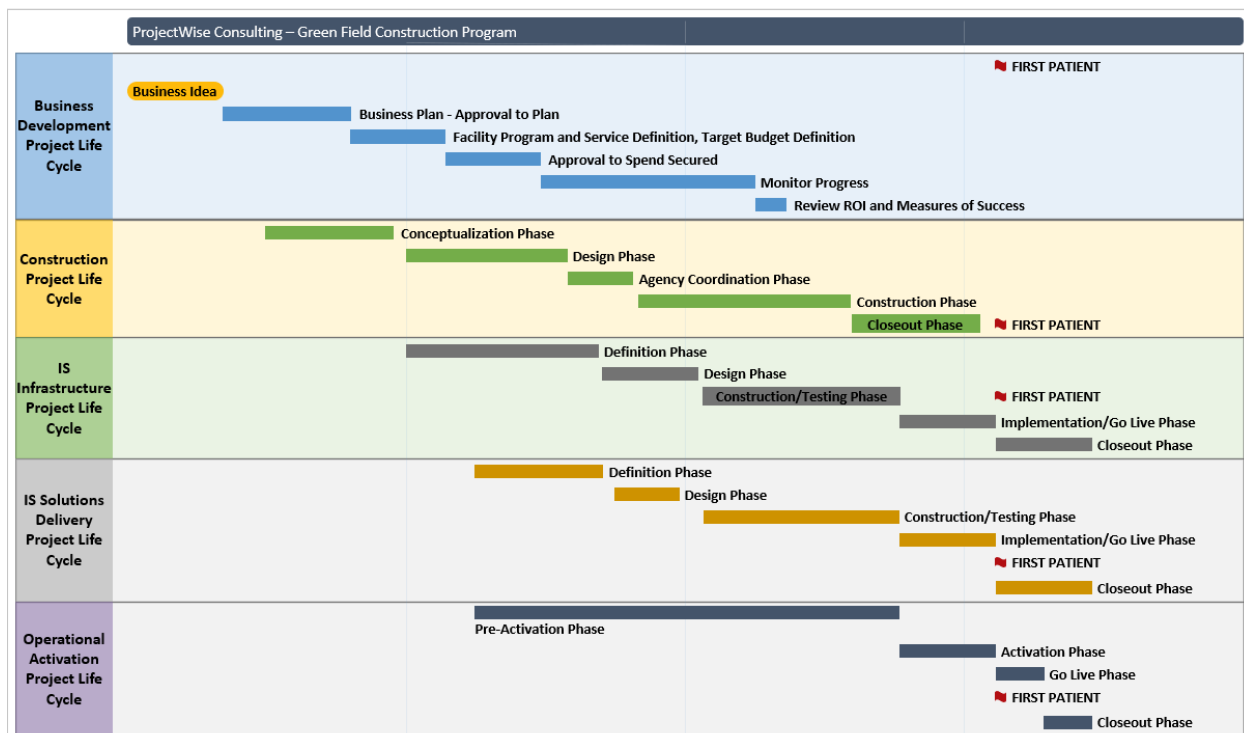 ProjectWise Consulting – Green Field Construction Program
Business
Development
Project Life
Cycle
FIRST PATIENT
Business Idea
Business Plan - Approval to Plan
Facility Program and Service Definition, Target Budget Definition
Approval to Spend Secured
Monitor Progress
Review ROI and Measures of Success
Construction
Project Life
Cycle
Conceptualization Phase
Design Phase
Agency Coordination Phase
Construction Phase
Closeout Phase
FIRST PATIENT
IS
Infrastructure
Project Life
Cycle
Definition Phase
Design Phase
Construction/Testing Phase
FIRST PATIENT
Implementation/Go Live Phase
Closeout Phase
IS Solutions
Delivery
Project Life
Cycle
Definition Phase
Design Phase
Construction/Testing Phase
Implementation/Go Live Phase
FIRST PATIENT
Closeout Phase
Operational
Activation
Project Life
Cycle
Pre-Activation Phase
Activation Phase
Go Live Phase
FIRST PATIENT
Closeout Phase